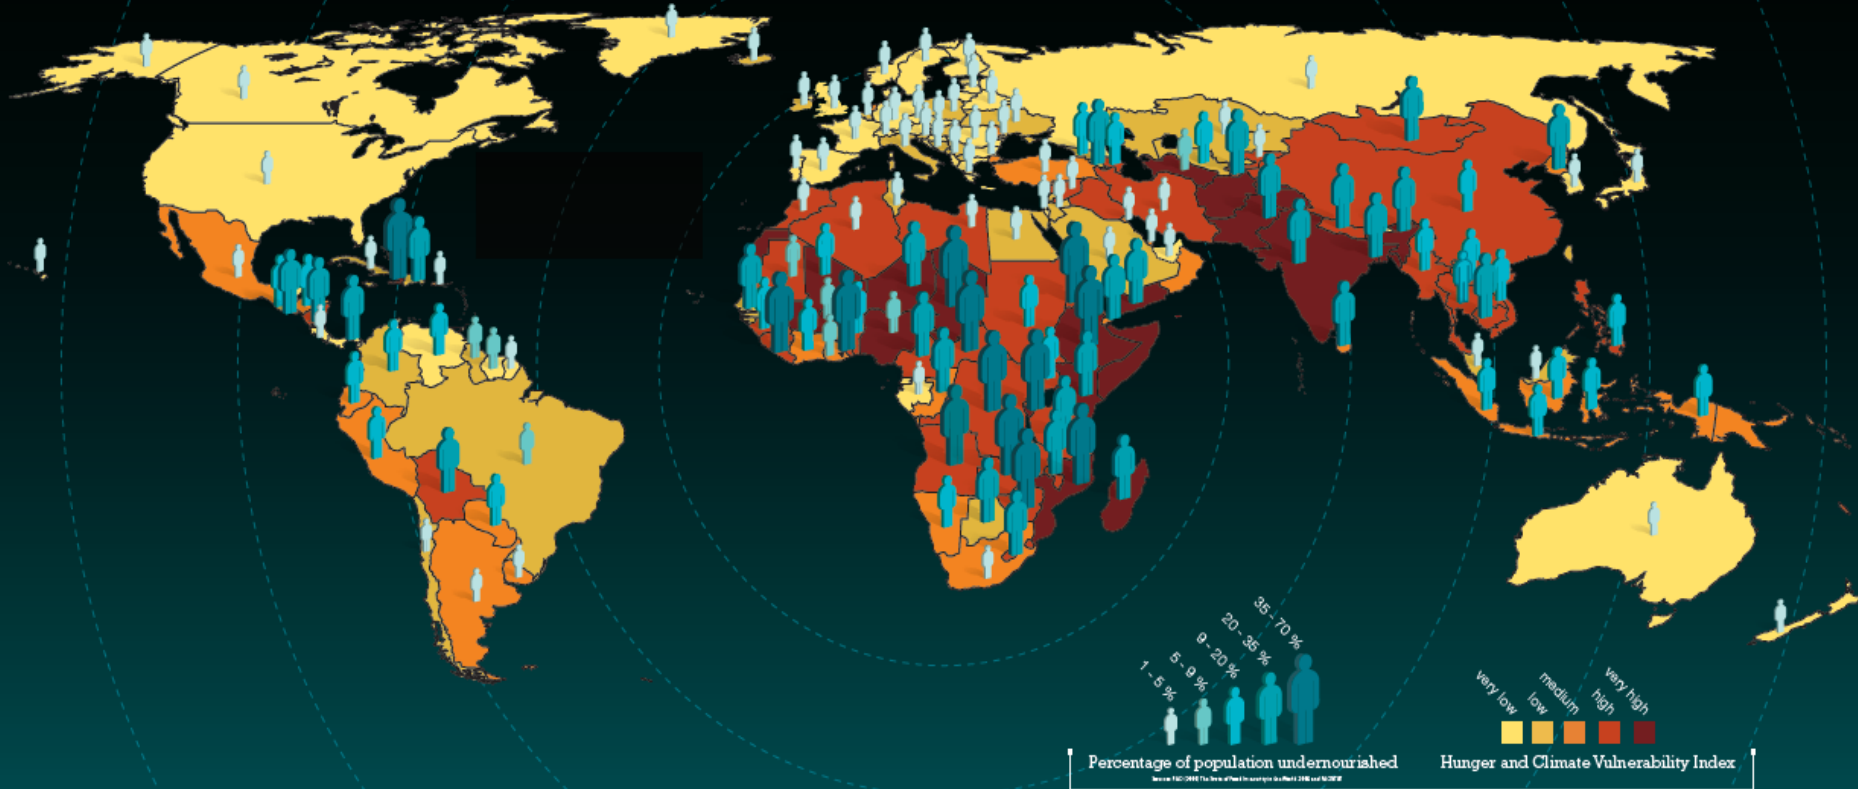 1 - 5 %
5 - 9 %
9 - 20 %
20 - 35 %
35 - 70 %
Percentage of population undernourished
very low
low
medium
high
very high
Hunger and Climate Vulnerability Index